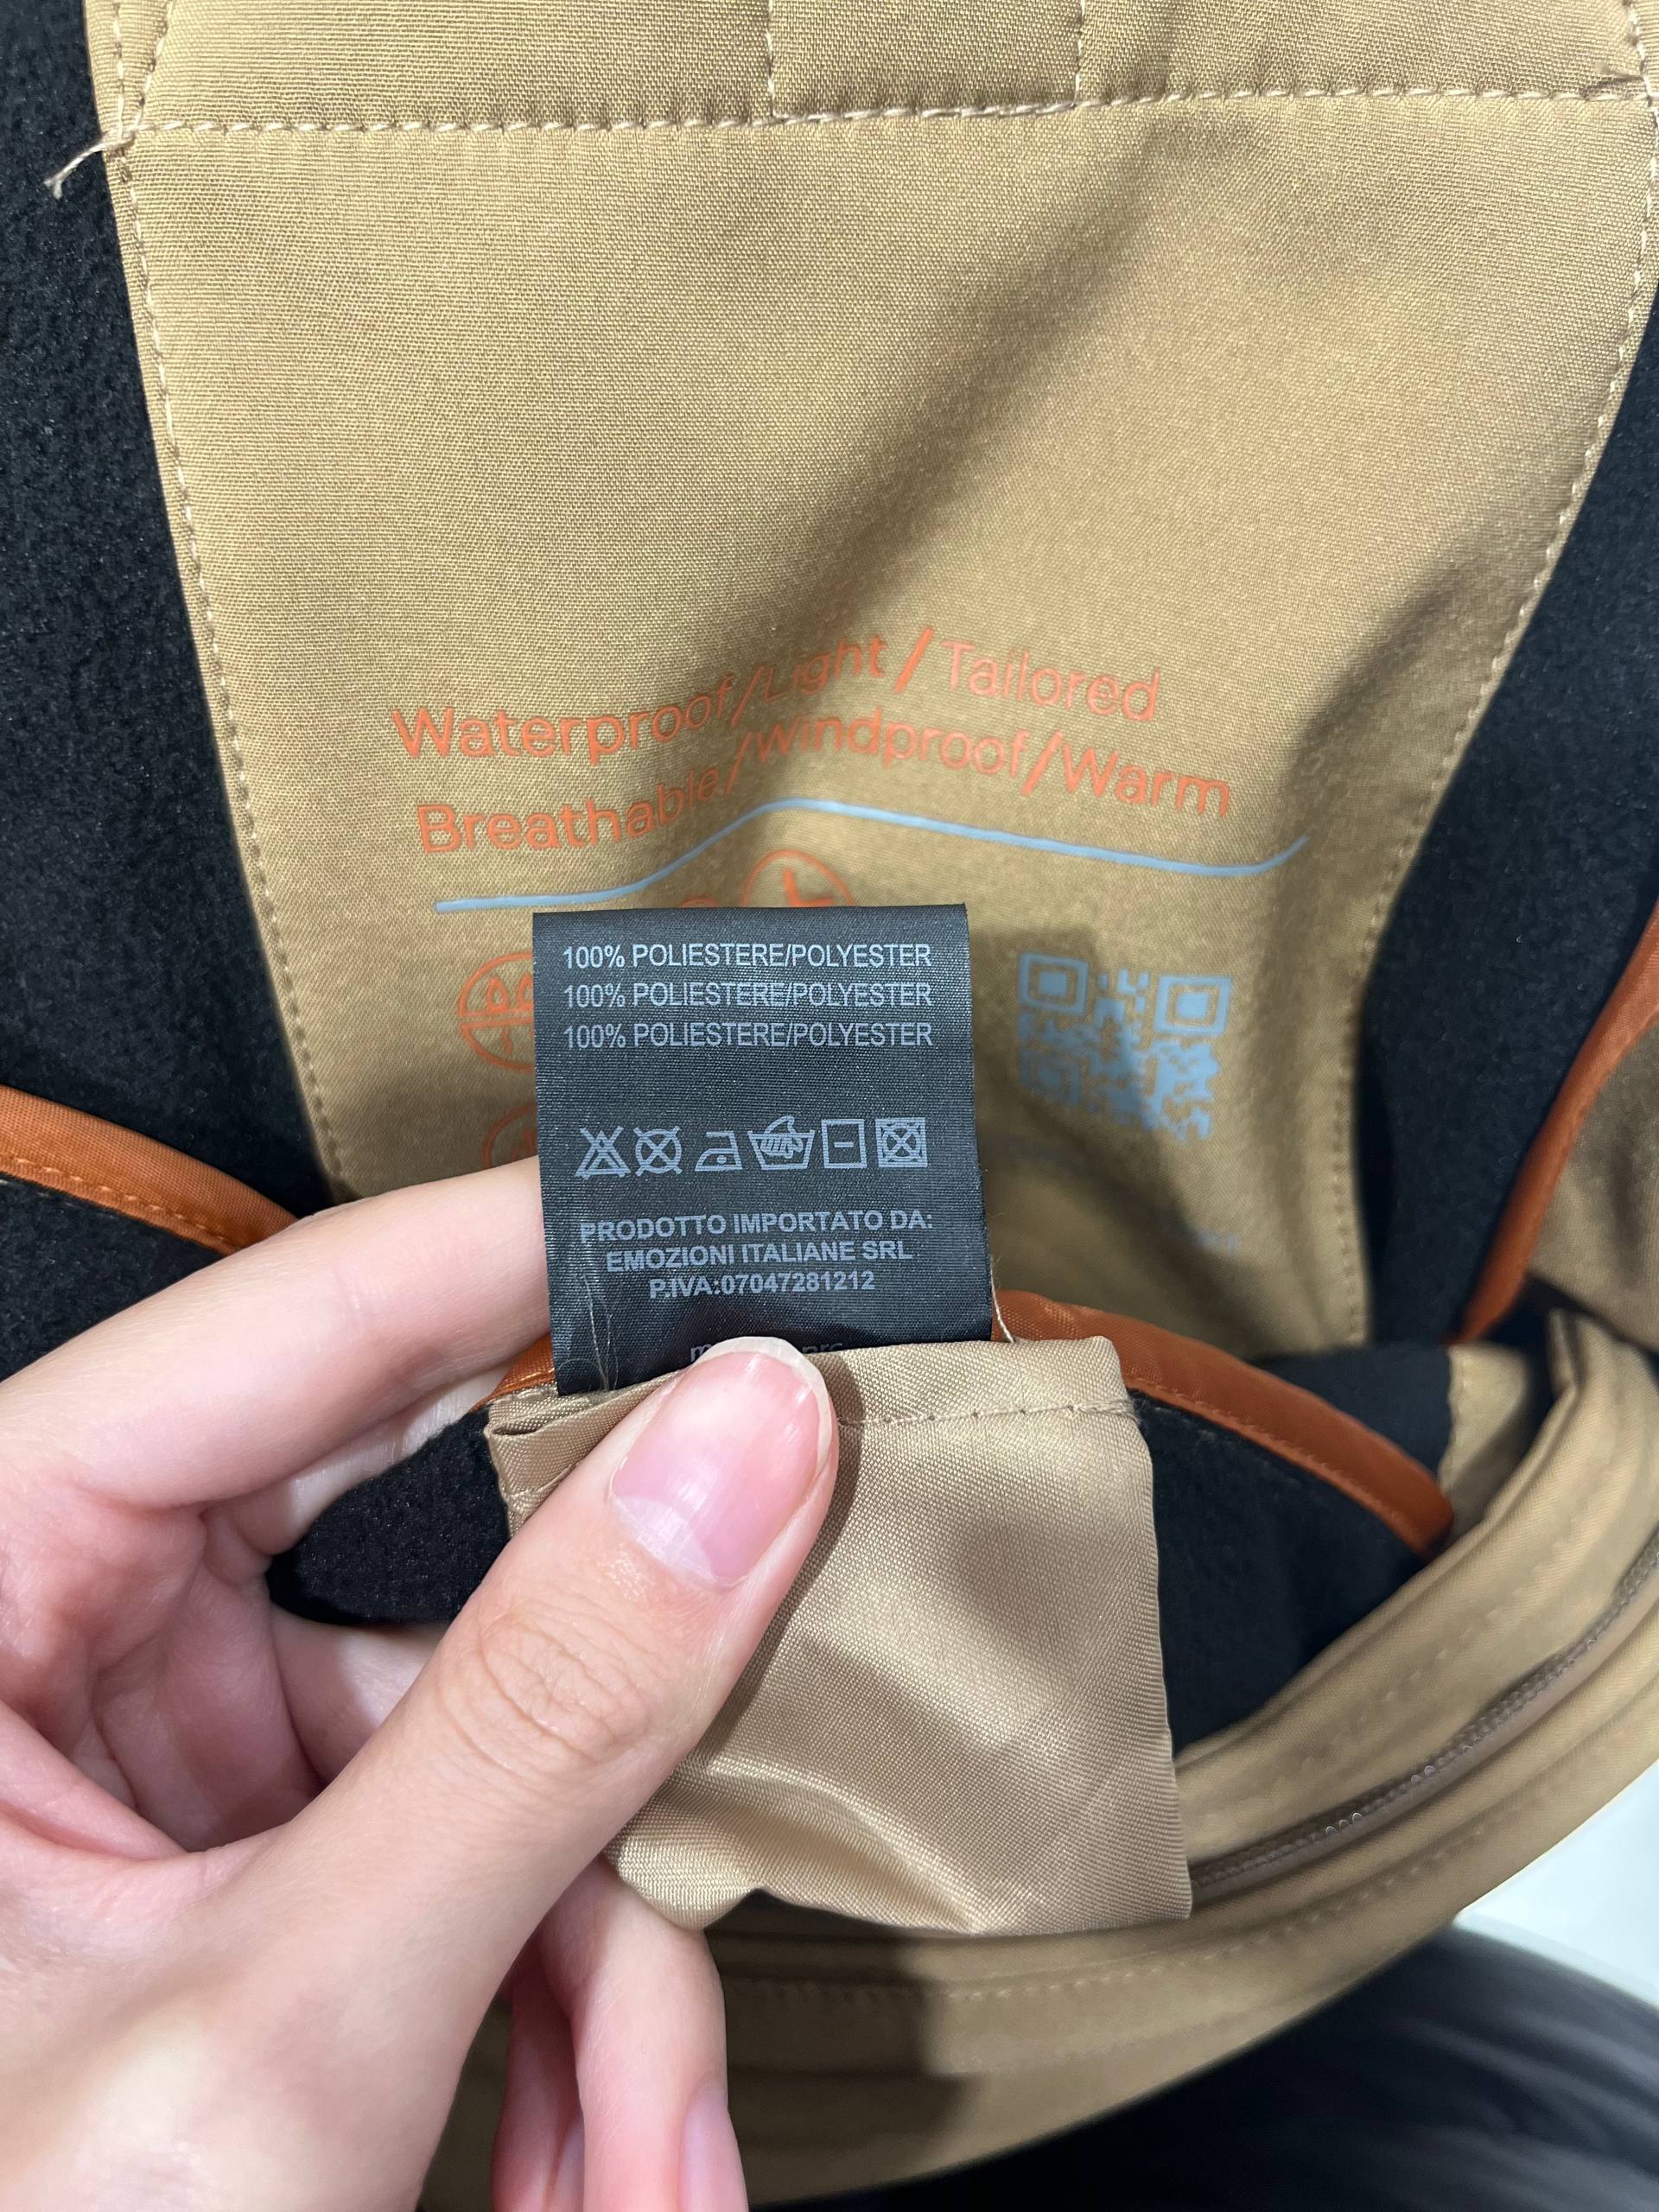 Waterproof/Light/Tailored
Breathable/Windproof/Warm
100% POLIESTERE/POLYESTER
100% POLIESTERE/POLYESTER
100% POLIESTERE/POLYESTER
PRODOTTO IMPORTATO DA:
EMOZIONI ITALIANE SRL
P.IVA:07047281212